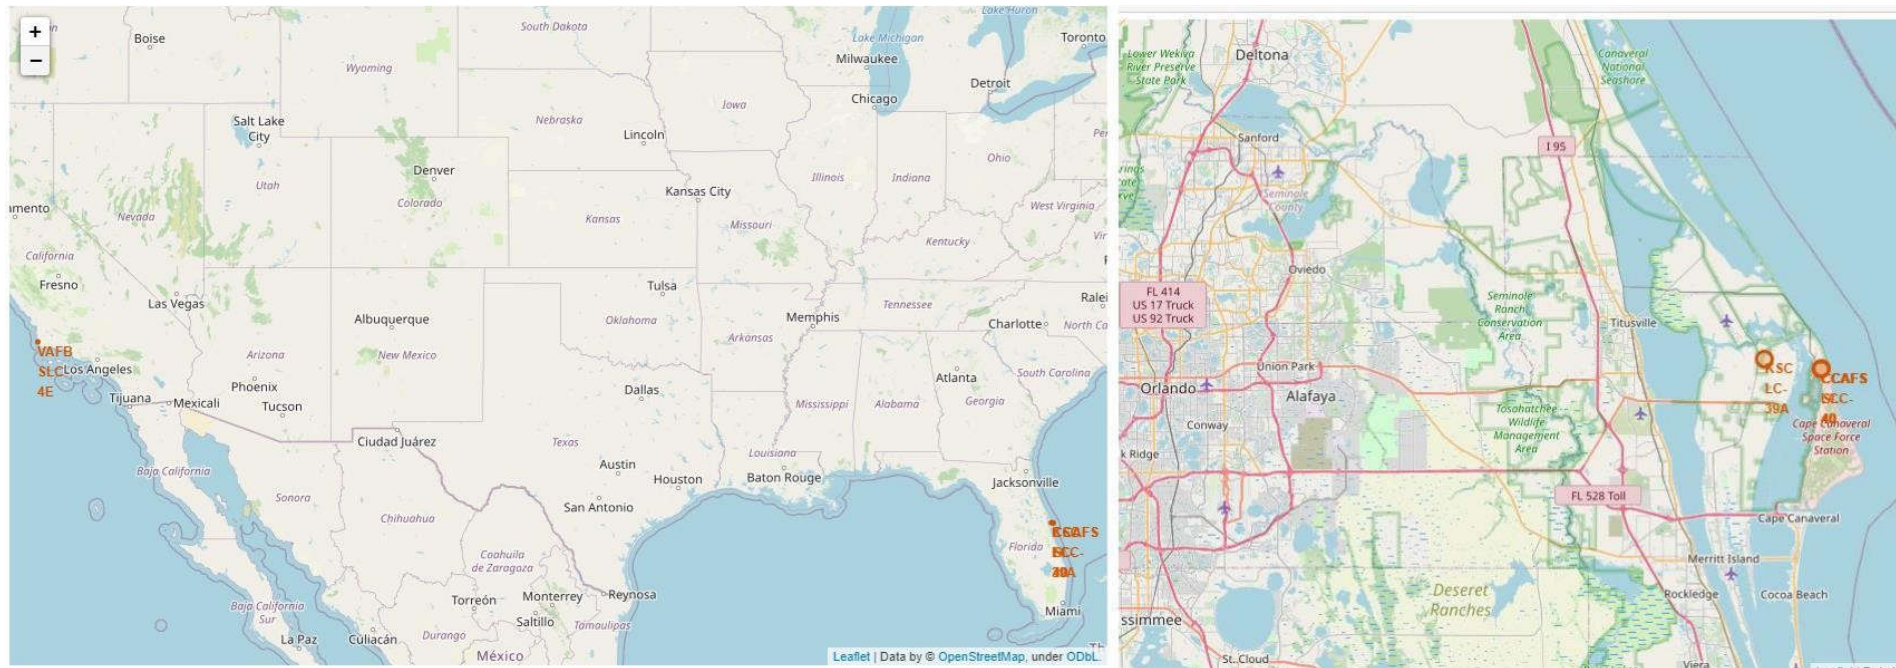 +
−
Boise
South Dakota
Lake Huron
Lake Michigan
Toronto
Milwaukee
Wyoming
Detroit
Chicago
Iowa
Salt Lake
City
Nebraska
Lincoln
Ohio
Denver
Illinois
Indiana
Utah
Kansas City
Colorado
West Virginia
Nevada
Kansas
Missouri
Kentucky
California
Fresno
Las Vegas
Tulsa
Albuquerque
Tennessee
Memphis
Oklahoma
Charlotte
Arkansas
VAFB
SLC-
4E
Los Angeles
Arizona
New Mexico
Phoenix
Dallas
Atlanta
South Carolina
Tijuana
Mexicali
Tucson
Mississippi
Alabama
Georgia
Ciudad Juárez
Texas
Louisiana
Baja California
Austin
Houston
Baton Rouge
Jacksonville
Sonora
San Antonio
Chihuahua
CCAFS
Florida
Coahuila
de Zaragoza
Baja California
Sur
Torreón
Monterrey
Reynosa
Miami
Saltillo
Tamaulipas
La Paz
Culiacán
Durango
México
Leaflet | Data by © OpenStreetMap, under ODbL.
Lower Wekiva
River Preserve
State Park
Deltona
Canaveral
National
Seashore
Sanford
I 95
Seminole
County
Oviedo
FL 414
US 17 Truck
US 92 Truck
Seminole
Ranch
Conservation
Area
Titusville
Union Park
KSC
LC-
39A
CCAFS
Orlando
Alafaya
Tosohatchee
Wildlife
Management
Area
Conway
40
Cape Canaveral
Space Force
Station
k Ridge
FL 528 Toll
Cape Canaveral
Merritt Island
Deseret
Ranches
Rockledge
Cocoa Beach
ssimmee
St. Cloud
Viera